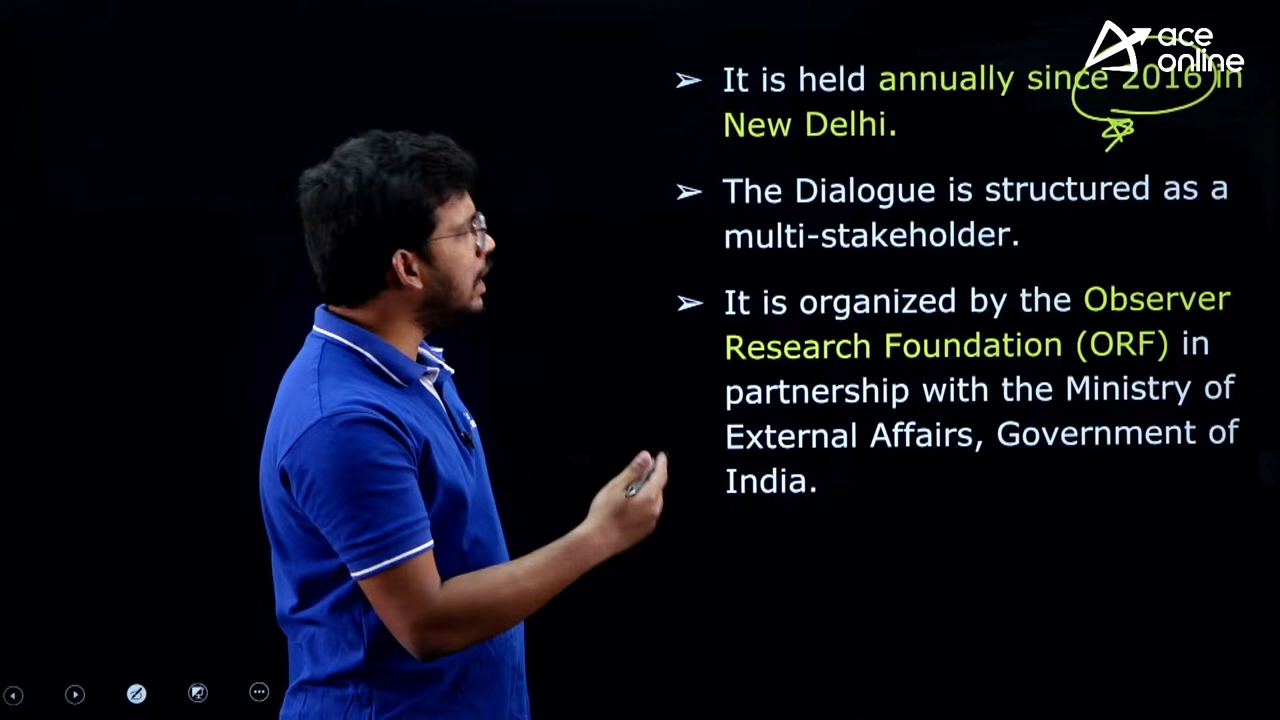 ace
online
➢ It is held annually since 2016 in
New Delhi.
➢ The Dialogue is structured as a
multi-stakeholder.
➢ It is organized by the Observer
Research Foundation (ORF) in
partnership with the Ministry of
External Affairs, Government of
India.